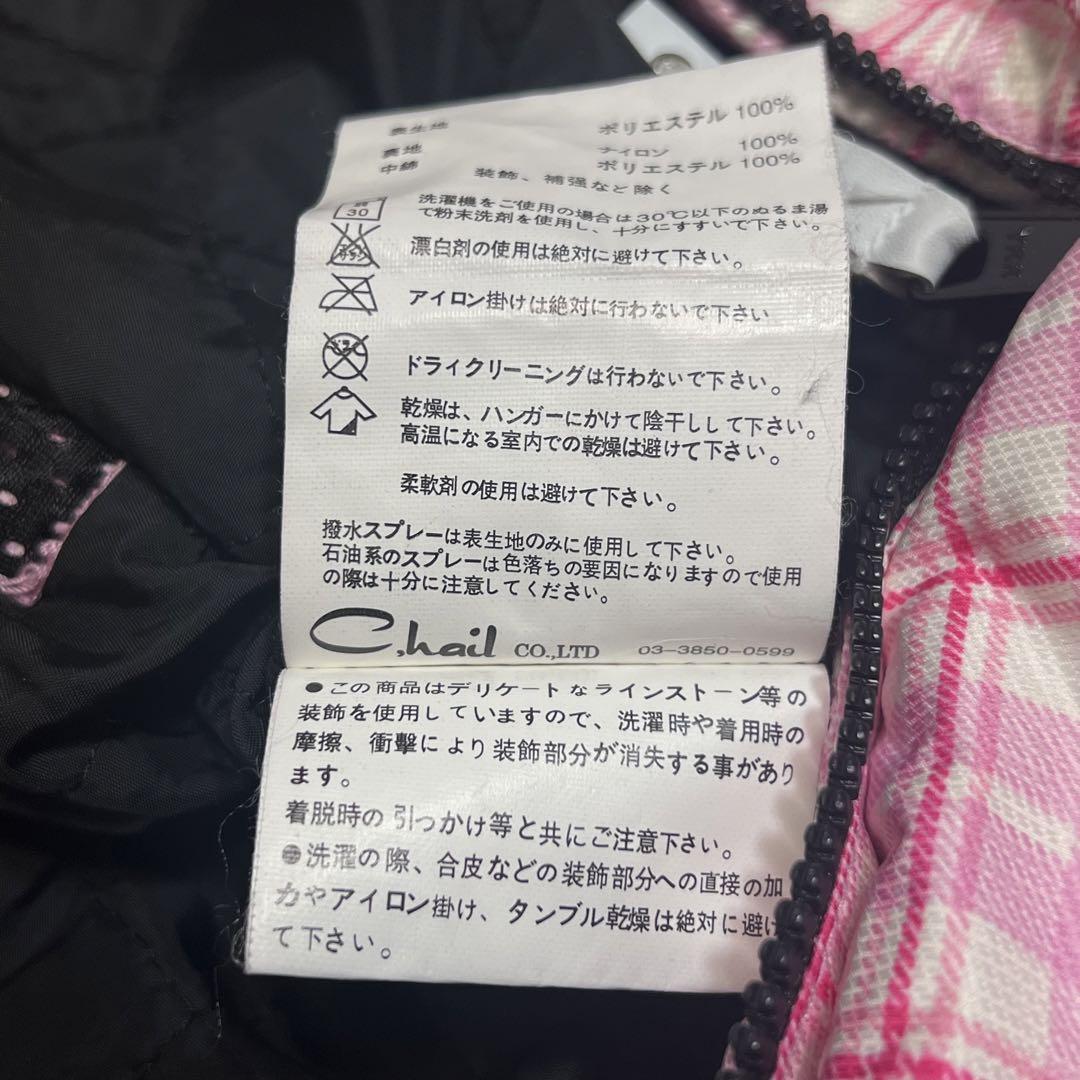 表生地 ポリエステル 100%
裏地 ナイロン 100%
中綿 ポリエステル 100%
装飾、補强など除く
30
洗濯機をご使用の場合は30℃以下のぬるま湯
で粉末洗剤を使用し、十分にすすいで下さい。
漂白剤の使用は絶対に避けて下さい。
アイロン掛けは絶対に行わないで下さい
ドライクリーニングは行わないで下さい。
乾燥は、ハンガーにかけて陰干しして下さい。
高温になる室内での乾燥は避けて下さい。
柔軟剤の使用は避けて下さい。
撥水スプレーは表生地のみに使用して下さい。
石油系のスプレーは色落ちの要因になりますので使用
の際は十分に注意してください。
C,hail CO.,LTD 03-3850-0599
●この商品はデリケートなラインストーン等の
装飾を使用していますので、洗濯時や着用時の
摩擦、衝撃により装飾部分が消失する事があり
ます。
着脱時の引っかけ等と共にご注意下さい。
●洗濯の際、合皮などの装飾部分への直接の加
力やアイロン掛け、タンブル乾燥は絶対に避け
て下さい。
YKK